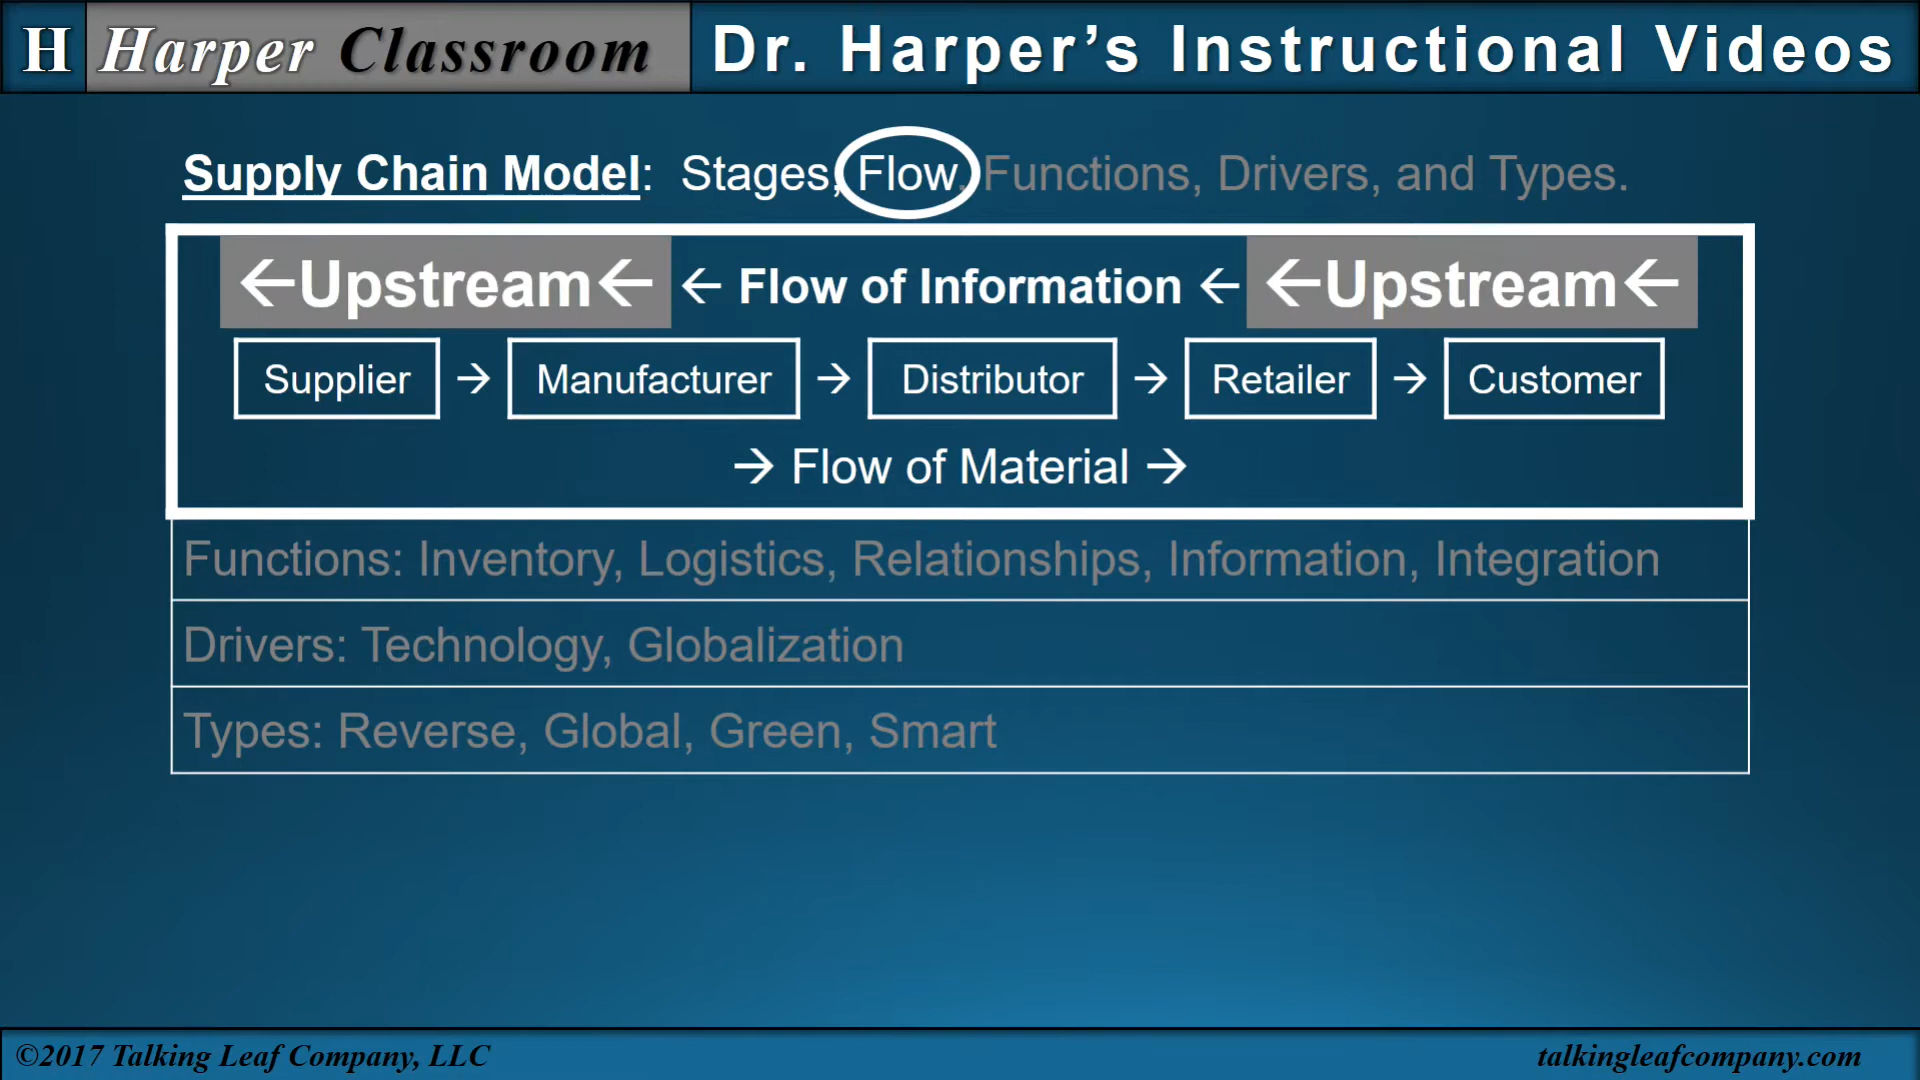 H Harper Classroom Dr. Harper's Instructional Videos
Supply Chain Model: Stages, Flow, Functions, Drivers, and Types.
←Upstream← ← Flow of Information ← ←Upstream←
Supplier → Manufacturer → Distributor → Retailer → Customer
→ Flow of Material →
Functions: Inventory, Logistics, Relationships, Information, Integration
Drivers: Technology, Globalization
Types: Reverse, Global, Green, Smart
©2017 Talking Leaf Company, LLC talkingleafcompany.com